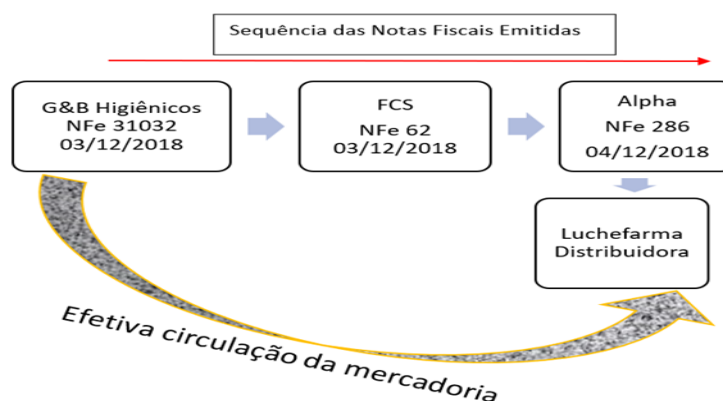 Sequência das Notas Fiscais Emitidas
G&B Higiênicos
NFe 31032
03/12/2018
FCS
NFe 62
03/12/2018
Alpha
NFe 286
04/12/2018
Luchefarma
Distribuidora
Efetiva circulação da mercadoria